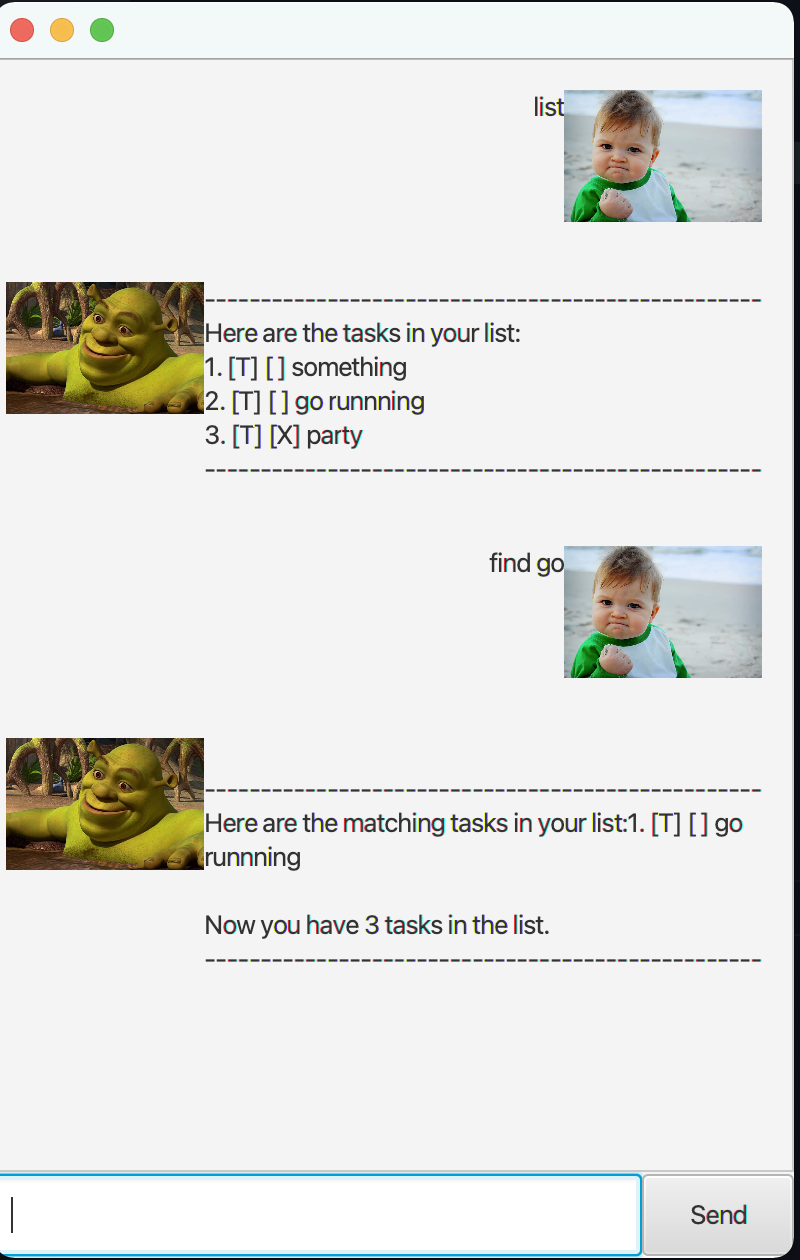 list
--------------------------------------------------
Here are the tasks in your list:
1. [T] [ ] something
2. [T] [ ] go runnning
3. [T] [X] party
--------------------------------------------------
find go
--------------------------------------------------
Here are the matching tasks in your list:1. [T] [ ] go
runnning
Now you have 3 tasks in the list.
--------------------------------------------------
Send